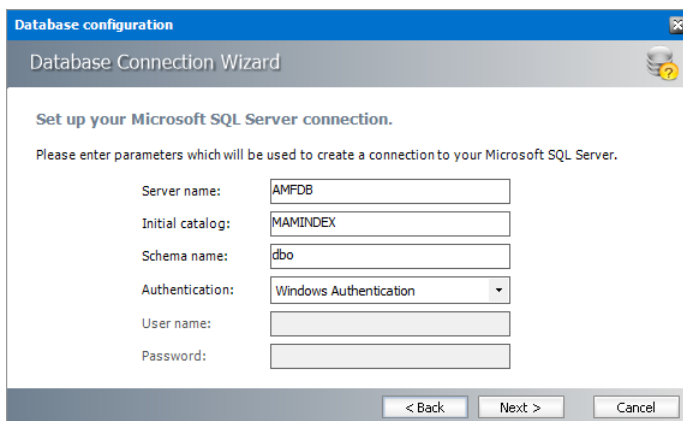 Database configuration
Database Connection Wizard
Set up your Microsoft SQL Server connection.
Please enter parameters which will be used to create a connection to your Microsoft SQL Server.
Server name: AMFDB
Initial catalog: MAMINDEX
Schema name: dbo
Authentication: Windows Authentication
User name:
Password:
< Back Next > Cancel